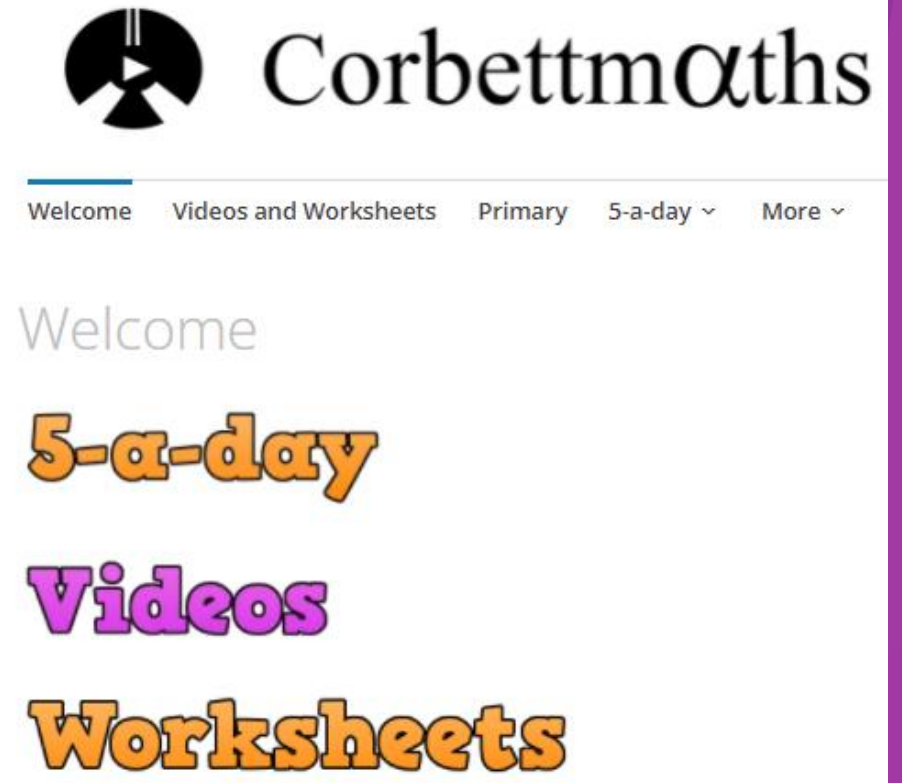 Corbettmαths
Welcome Videos and Worksheets Primary 5-a-day More
Welcome
5-a-day
Videos
Worksheets